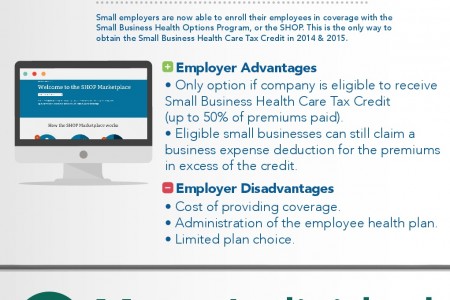 Small employers are now able to enroll their employees in coverage with the
Small Business Health Options Program, or the SHOP. This is the only way to
obtain the Small Business Health Care Tax Credit in 2014 & 2015.
Welcome to the SHOP Marketplace
How the SHOP Marketplace works
Employer Advantages
• Only option if company is eligible to receive
Small Business Health Care Tax Credit
(up to 50% of premiums paid).
• Eligible small businesses can still claim a
business expense deduction for the premiums
in excess of the credit.
Employer Disadvantages
• Cost of providing coverage.
• Administration of the employee health plan.
• Limited plan choice.